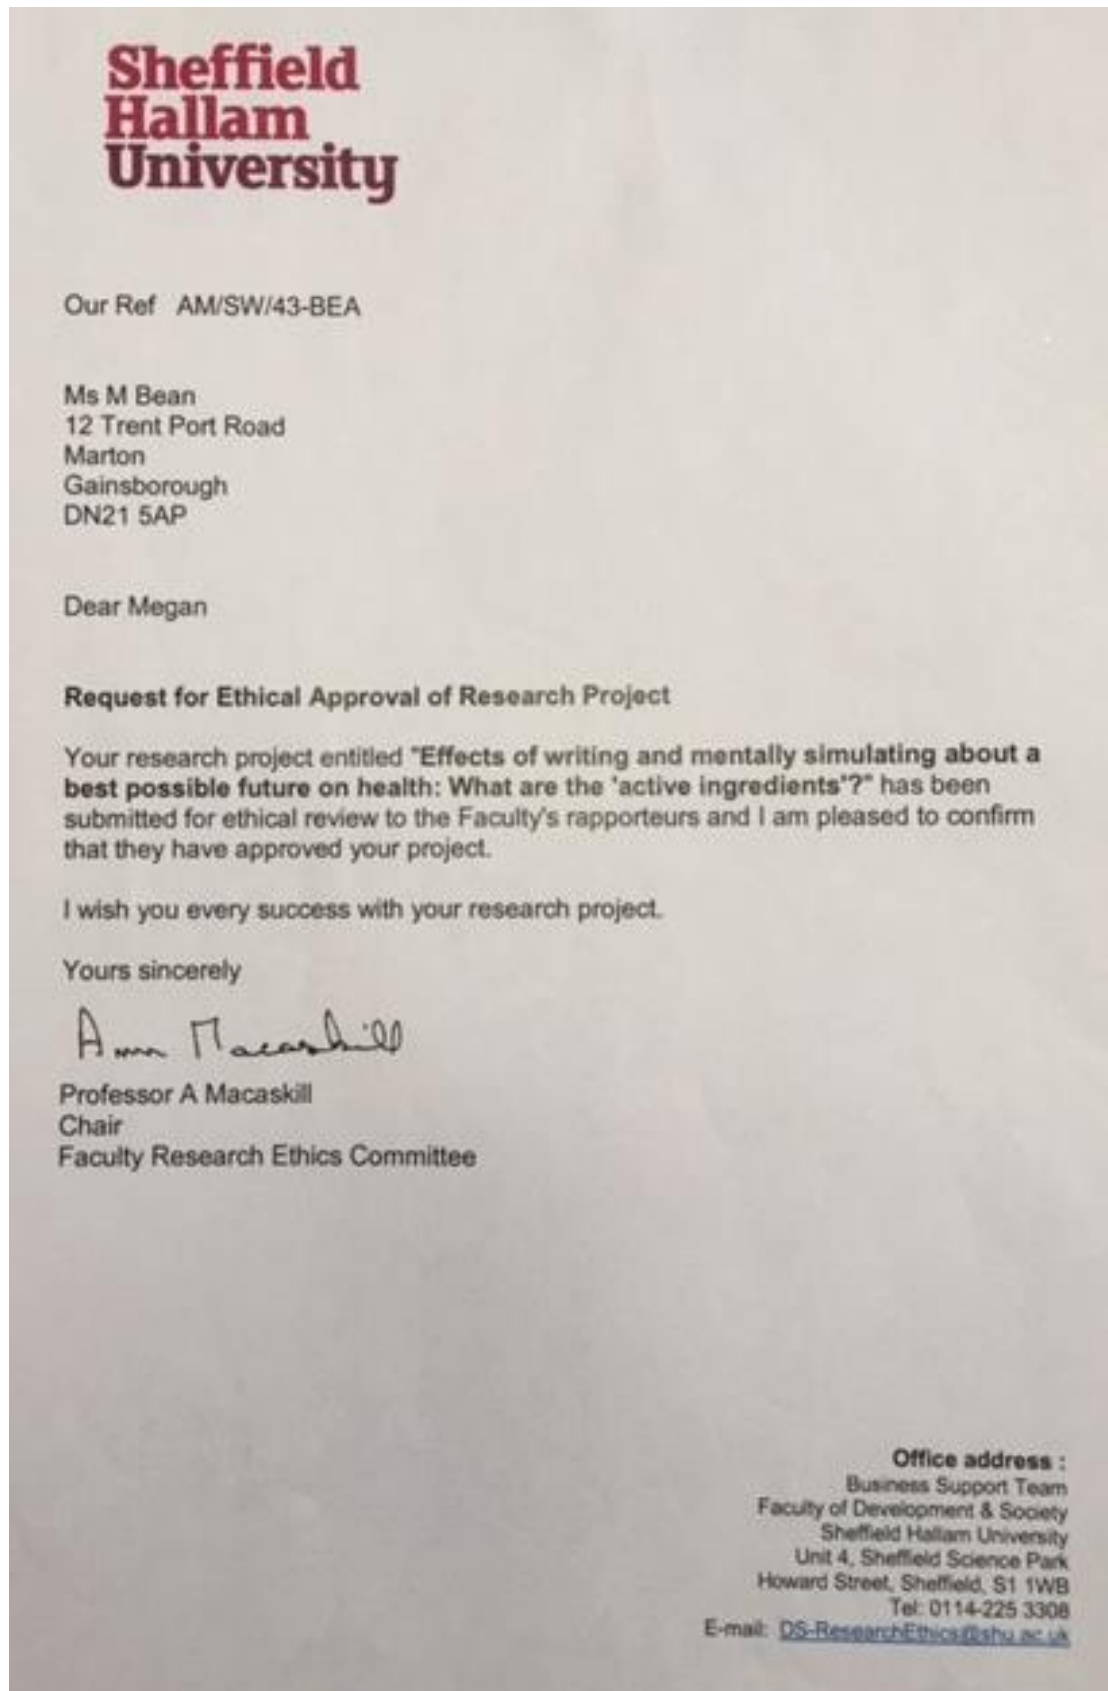 Sheffield
Hallam
University
Our Ref AM/SW/43-BEA
Ms M Bean
12 Trent Port Road
Marton
Gainsborough
DN21 5AP
Dear Megan
Request for Ethical Approval of Research Project
Your research project entitled "Effects of writing and mentally simulating about a
best possible future on health: What are the 'active ingredients'?" has been
submitted for ethical review to the Faculty's rapporteurs and I am pleased to confirm
that they have approved your project.
I wish you every success with your research project.
Yours sincerely
Ann Macaskill
Professor A Macaskill
Chair
Faculty Research Ethics Committee
Office address :
Business Support Team
Faculty of Development & Society
Sheffield Hallam University
Unit 4, Sheffield Science Park
Howard Street, Sheffield, S1 1WB
Tel: 0114-225 3308
E-mail: DS-ResearchEthics@shu.ac.uk